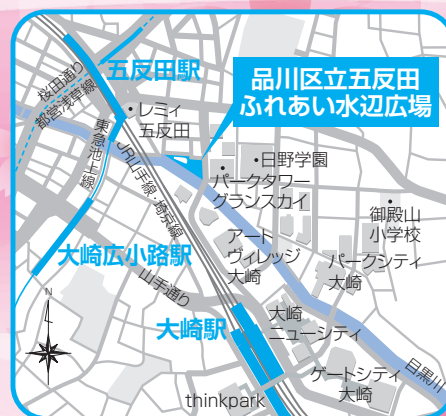 五反田駅
品川区立五反田
ふれあい水辺広場
桜田通り
都営浅草線
・レミィ
五反田
東急池上線
JR山手線・埼京線
・日野学園
パークタワー
グランスカイ
御殿山
小学校
大崎広小路駅
アート
ヴィレッジ
大崎
パークシティ
大崎
山手通り
大崎駅
大崎
ニューシティ
目黒川
N
ゲートシティ
大崎
thinkpark